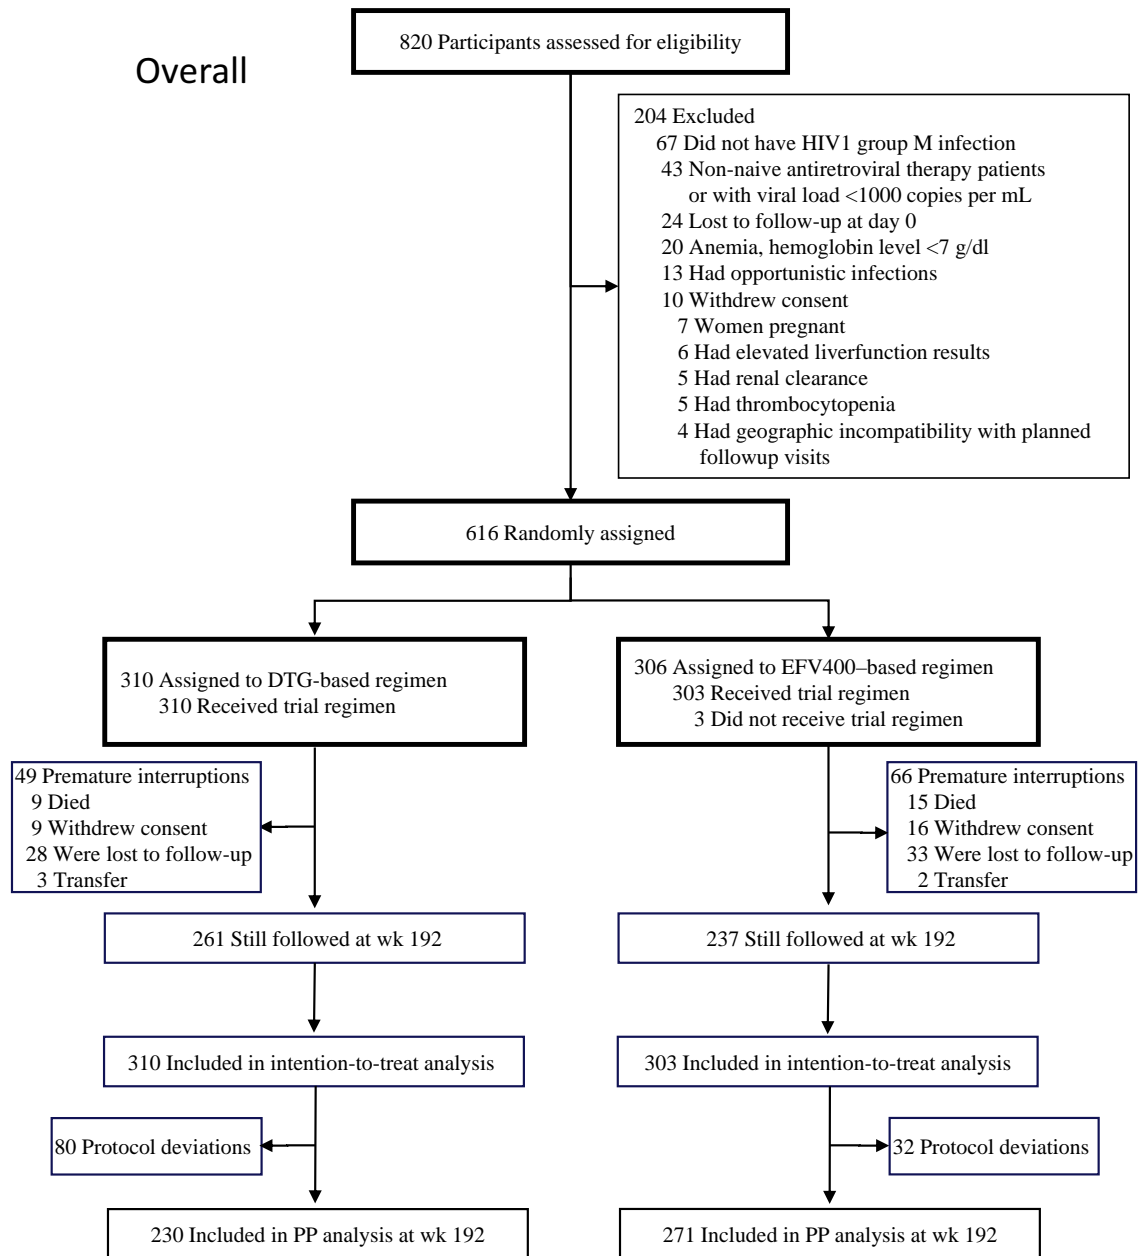 820 Participants assessed for eligibility
Overall
204 Excluded
67 Did not have HIV1 group M infection
43 Non-naive antiretroviral therapy patients
or with viral load <1000 copies per mL
24 Lost to follow-up at day 0
20 Anemia, hemoglobin level <7 g/dl
13 Had opportunistic infections
10 Withdrew consent
7 Women pregnant
6 Had elevated liverfunction results
5 Had renal clearance
5 Had thrombocytopenia
4 Had geographic incompatibility with planned
followup visits
616 Randomly assigned
310 Assigned to DTG-based regimen
310 Received trial regimen
306 Assigned to EFV400–based regimen
303 Received trial regimen
3 Did not receive trial regimen
49 Premature interruptions
9 Died
9 Withdrew consent
28 Were lost to follow-up
3 Transfer
66 Premature interruptions
15 Died
16 Withdrew consent
33 Were lost to follow-up
2 Transfer
261 Still followed at wk 192
237 Still followed at wk 192
310 Included in intention-to-treat analysis
303 Included in intention-to-treat analysis
80 Protocol deviations
32 Protocol deviations
230 Included in PP analysis at wk 192
271 Included in PP analysis at wk 192